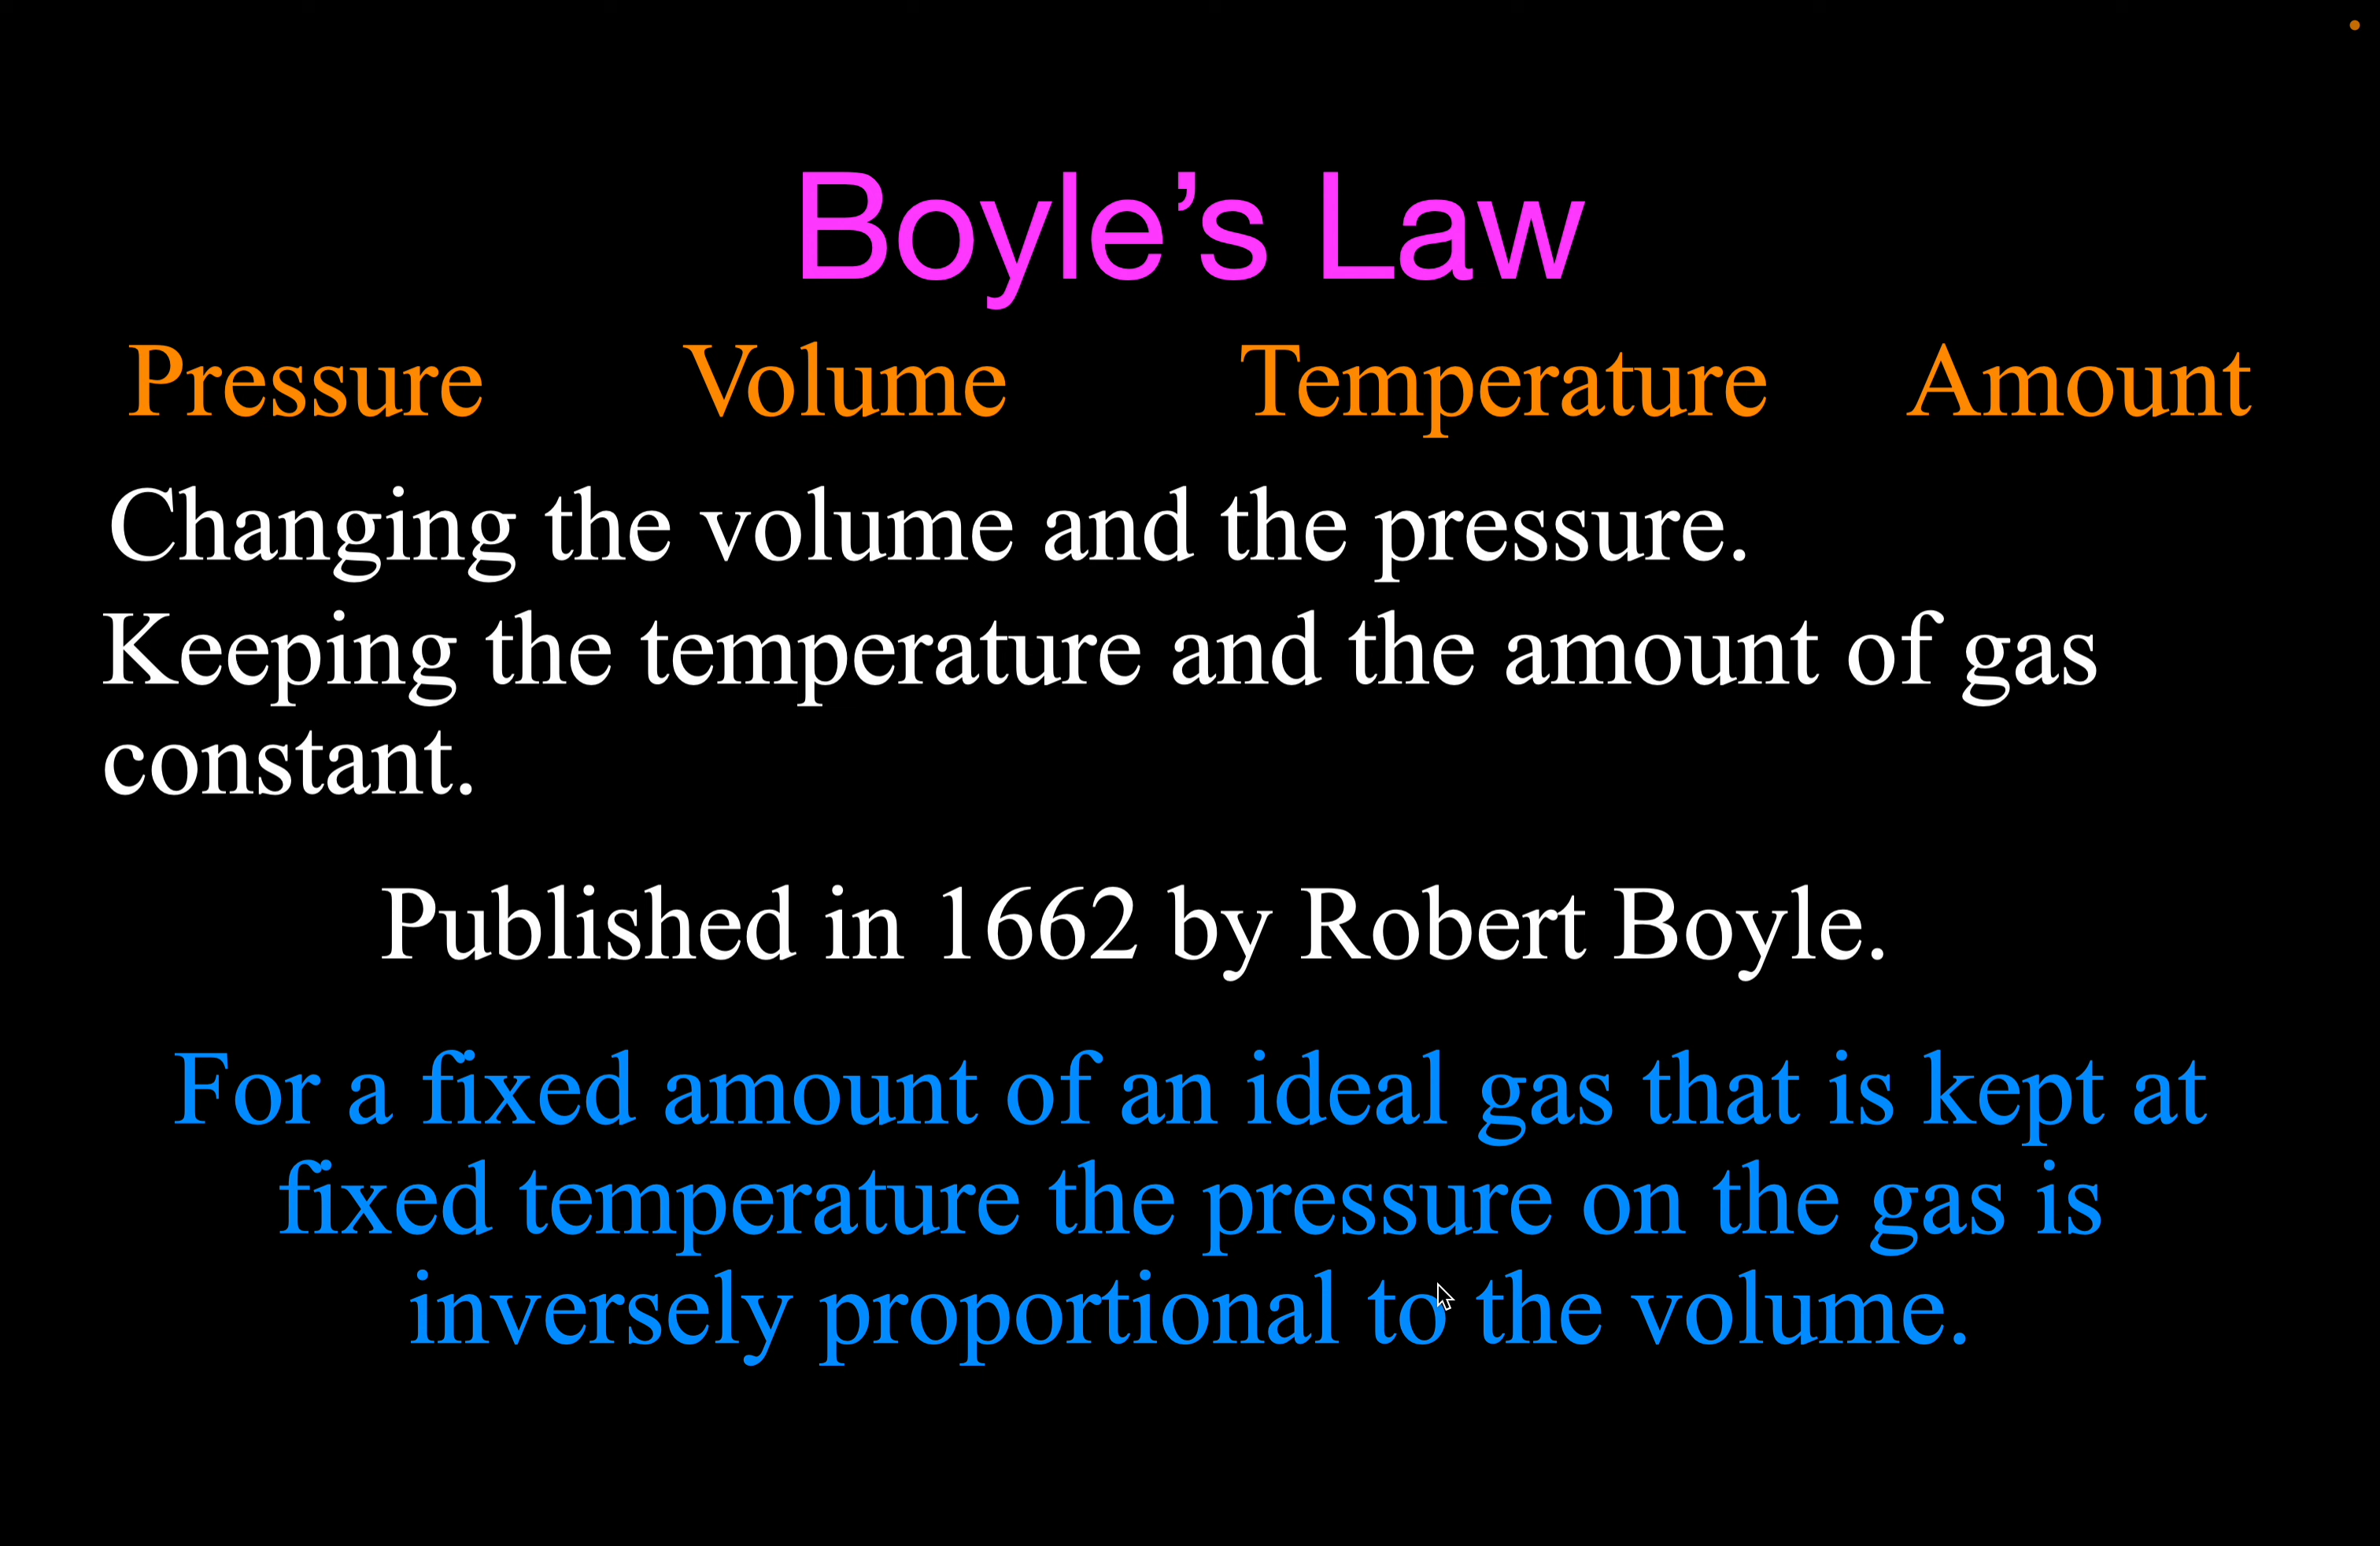 Boyle’s Law
Pressure Volume Temperature Amount
Changing the volume and the pressure.
Keeping the temperature and the amount of gas
constant.
Published in 1662 by Robert Boyle.
For a fixed amount of an ideal gas that is kept at
fixed temperature the pressure on the gas is
inversely proportional to the volume.